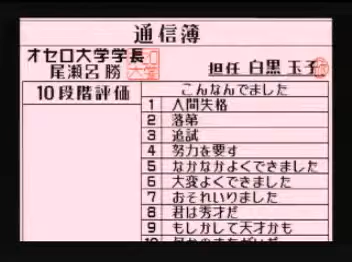 通信簿
オセロ大学学長
尾瀬呂 勝
担任 白黒 玉子
10段階評価
こんなんでました
1 人間失格
2 落第
3 追試
4 努力を要す
5 なかなかよくできました
6 大変よくできました
7 おそれいりました
8 君は秀才だ
9 もしかして天才かも
10